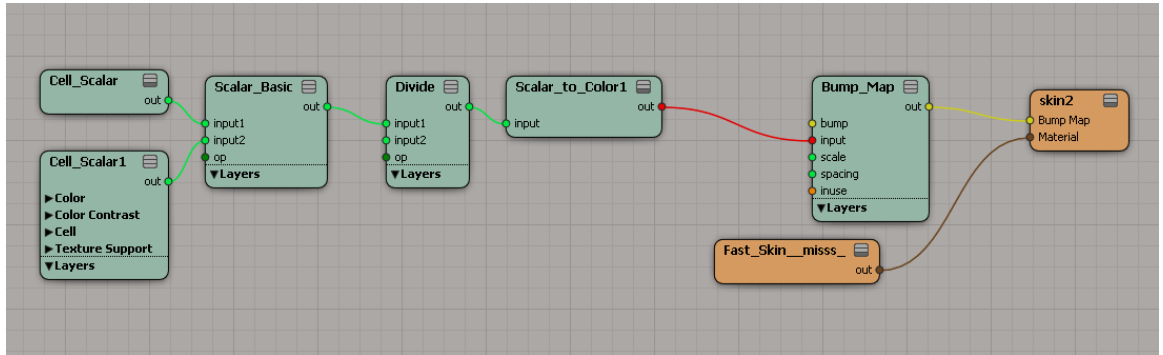 Cell_Scalar
out
Cell_Scalar1
out
►Color
►Color Contrast
►Cell
►Texture Support
▼Layers
Scalar_Basic
out
input1
input2
op
▼Layers
Divide
out
input1
input2
op
▼Layers
Scalar_to_Color1
out
input
Bump_Map
out
bump
input
scale
spacing
inuse
▼Layers
Fast_Skin__misss_
out
skin2
Bump Map
Material